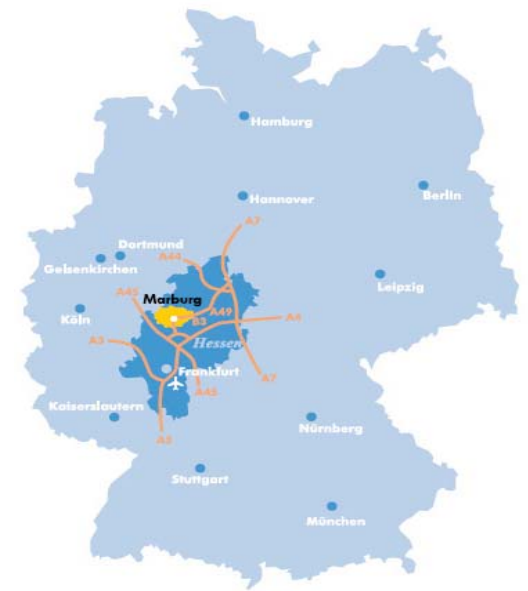 Hamburg
Berlin
Hannover
A7
Dortmund
A44
Gelsenkirchen
Leipzig
A45
Marburg
Köln
A49
B3
A4
Hessen
A3
Frankfurt
A7
A45
Kaiserslautern
Nürnberg
A5
Stuttgart
München